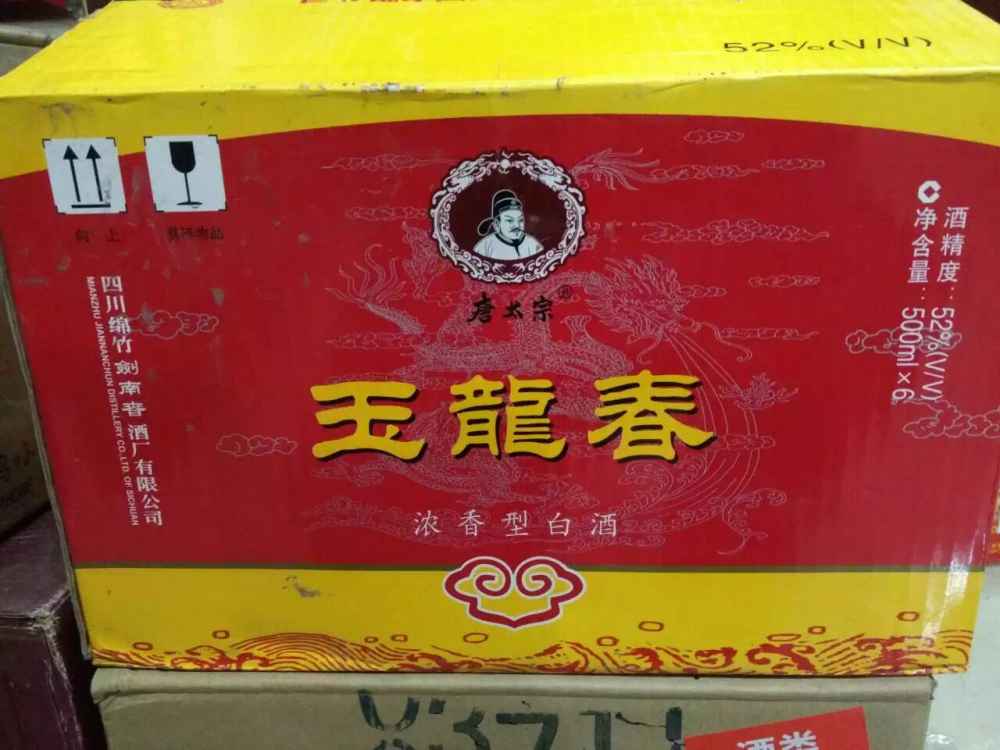 52%(V/V)
向上
唐太宗®
玉龍春
浓香型白酒
四川绵竹剑南春酒厂有限公司
MIANZHU JIANNANCHUN DISTILLERY CO.,LTD. OF SICHUAN
酒精度：52%(V/V)
净含量：500ml×6
酒类